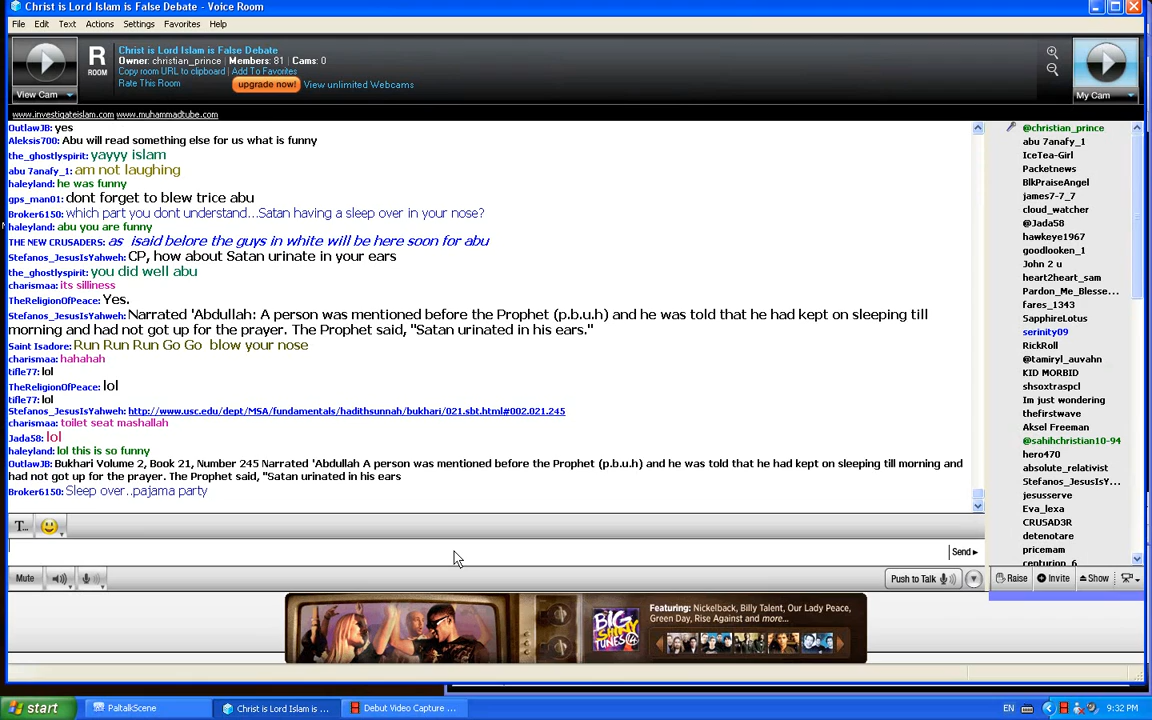 Christ is Lord Islam is False Debate - Voice Room
File Edit Text Actions Settings Favorites Help
View Cam
R ROOM
Christ is Lord Islam is False Debate
Owner: christian_prince | Members: 81 | Cams: 0
Copy room URL to clipboard | Add To Favorites
Rate This Room
upgrade now! View unlimited Webcams
My Cam
www.investigateislam.com www.muhammadtube.com
OutlawJB: yes
Aleksis700: Abu will read something else for us what is funny
the_ghostlyspirit: yayyy islam
abu 7anafy_1: am not laughing
haleyland: he was funny
gps_man01: dont forget to blew trice abu
Broker6150: which part you dont understand...Satan having a sleep over in your nose?
haleyland: abu you are funny
THE NEW CRUSADERS: as isaid belore the guys in white will be here soon for abu
Stefanos_JesusIsYahweh: CP, how about Satan urinate in your ears
the_ghostlyspirit: you did well abu
charismaa: its silliness
TheReligionOfPeace: Yes.
Stefanos_JesusIsYahweh: Narrated 'Abdullah: A person was mentioned before the Prophet (p.b.u.h) and he was told that he had kept on sleeping till
morning and had not got up for the prayer. The Prophet said, "Satan urinated in his ears."
Saint Isadore: Run Run Run Go Go blow your nose
charismaa: hahahah
tifle77: lol
TheReligionOfPeace: lol
tifle77: lol
Stefanos_JesusIsYahweh: http://www.usc.edu/dept/MSA/fundamentals/hadithsunnah/bukhari/021.sbt.html#002.021.245
charismaa: toilet seat mashallah
Jada58: lol
haleyland: lol this is so funny
OutlawJB: Bukhari Volume 2, Book 21, Number 245 Narrated 'Abdullah A person was mentioned before the Prophet (p.b.u.h) and he was told that he had kept on sleeping till morning and
had not got up for the prayer. The Prophet said, "Satan urinated in his ears
Broker6150: Sleep over..pajama party
@christian_prince
abu 7anafy_1
IceTea-Girl
Packetnews
BlkPraiseAngel
james7-7_7
cloud_watcher
@Jada58
hawkeye1967
goodlooken_1
John 2 u
heart2heart_sam
Pardon_Me_Blesse...
fares_1343
SapphireLotus
serinity09
RickRoll
@tamiryl_auvahn
KID MORBID
shsoxtraspcl
Im just wondering
thefirstwave
Aksel Freeman
@sahihchristian10-94
hero470
absolute_relativist
Stefanos_JesusIsY...
jesusserve
Eva_lexa
CRUSAD3R
detenotare
pricemam
centurion_6
T...
Send
Mute
Push to Talk
Raise Invite Show
BIG SHINY TUNES
Featuring: Nickelback, Billy Talent, Our Lady Peace,
Green Day, Rise Against and more...
start PaltalkScene Christ is Lord Islam is ... Debut Video Capture ... EN 9:32 PM